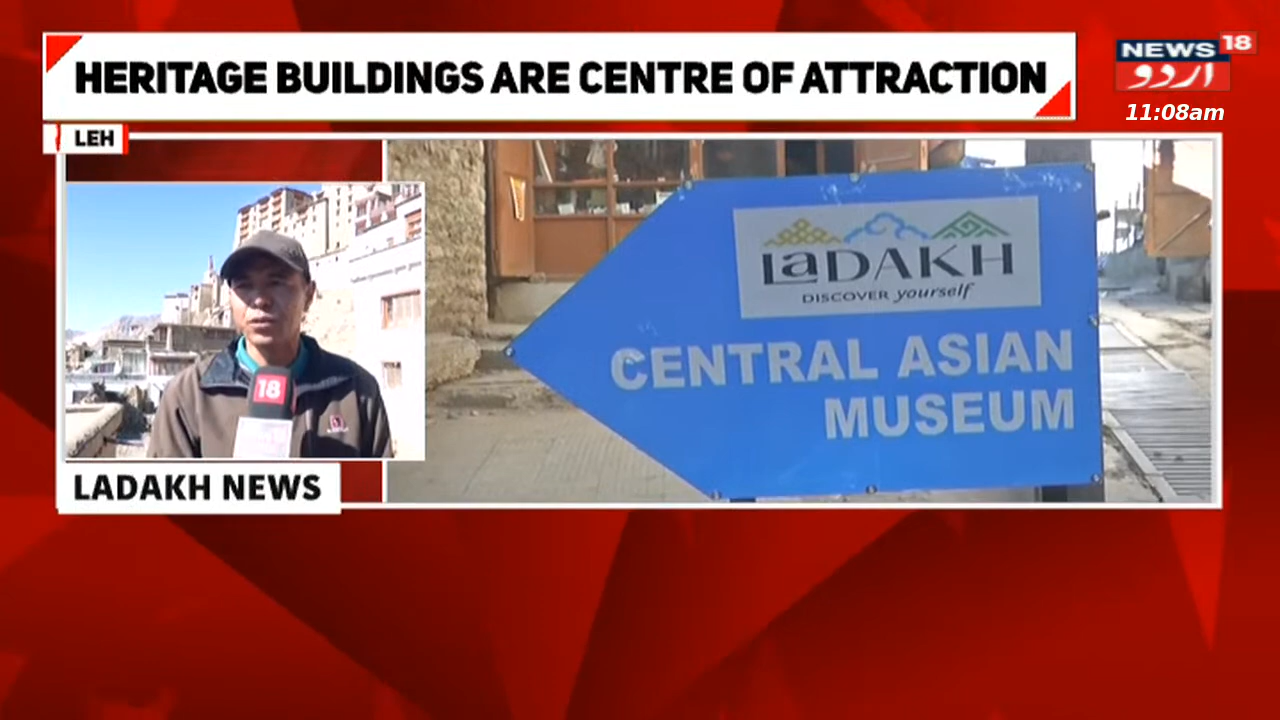 HERITAGE BUILDINGS ARE CENTRE OF ATTRACTION
NEWS 18
اردو
11:08am
LEH
LaDAKH
DISCOVER yourself
CENTRAL ASIAN
MUSEUM
18
LADAKH NEWS